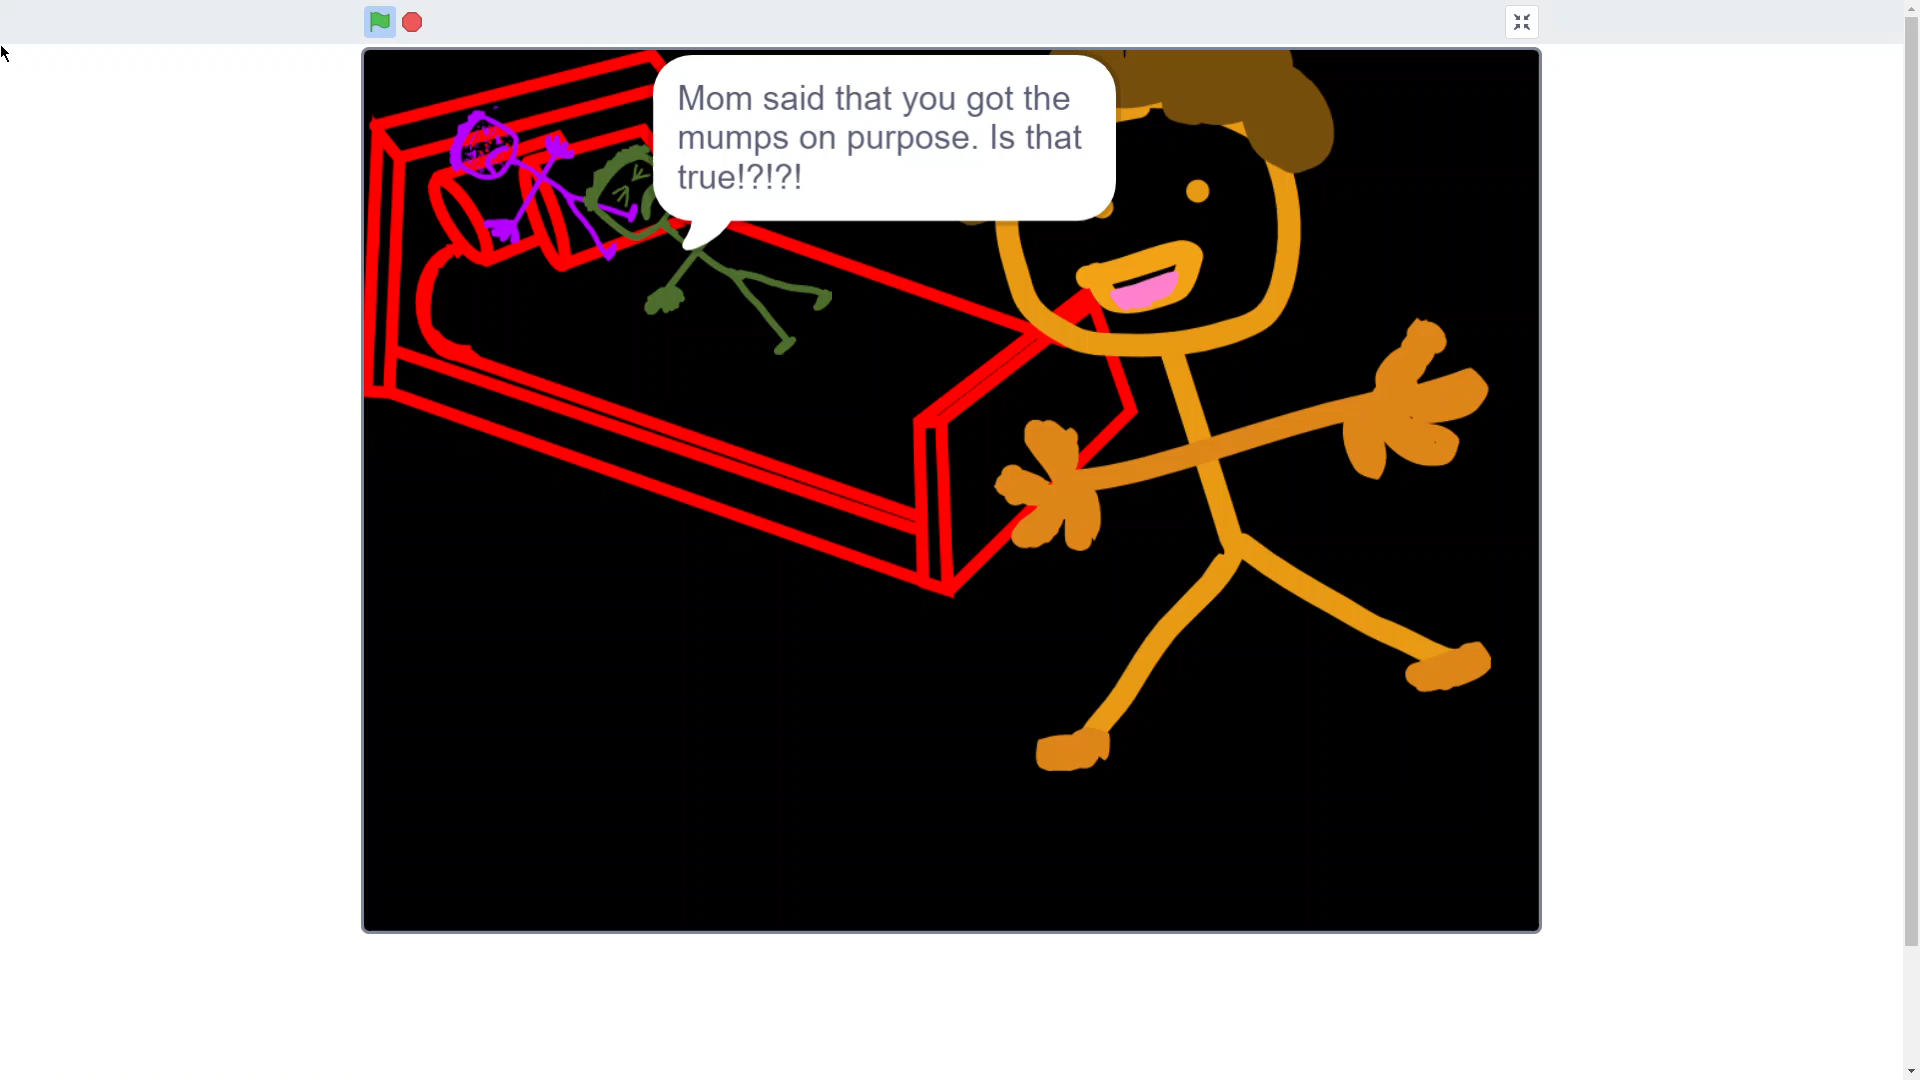 Mom said that you got the
mumps on purpose. Is that
true!?!?!